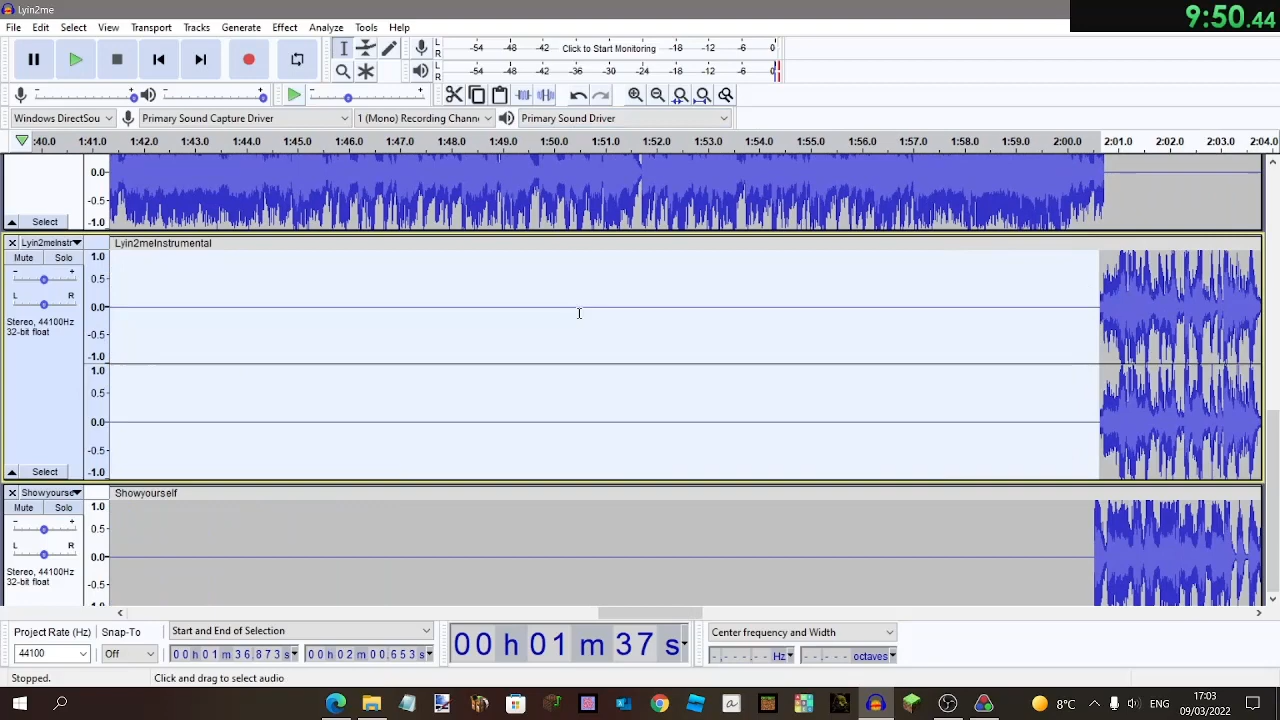 Lyin2me
9:50.44
File Edit Select View Transport Tracks Generate Effect Analyze Tools Help
L R -54 -48 -42 Click to Start Monitoring -18 -12 -6 0
L R -54 -48 -42 -36 -30 -24 -18 -12 -6 0
- + - + - +
Windows DirectSou Primary Sound Capture Driver 1 (Mono) Recording Chann Primary Sound Driver
:40.0 1:41.0 1:42.0 1:43.0 1:44.0 1:45.0 1:46.0 1:47.0 1:48.0 1:49.0 1:50.0 1:51.0 1:52.0 1:53.0 1:54.0 1:55.0 1:56.0 1:57.0 1:58.0 1:59.0 2:00.0 2:01.0 2:02.0 2:03.0 2:04.0
0.0
-0.5
Select -1.0
Lyin2meInstr Lyin2meInstrumental
Mute Solo 1.0
- + 0.5
L R 0.0
Stereo, 44100Hz
32-bit float -0.5
-1.0
1.0
0.5
0.0
-0.5
Select -1.0
Showyourse Showyourself
Mute Solo 1.0
- + 0.5
L R 0.0
Stereo, 44100Hz
32-bit float -0.5
Project Rate (Hz) Snap-To Start and End of Selection 00 h 01 m 37 s Center frequency and Width
44100 Off 00 h 01 m 36.873 s 00 h 02 m 00.653 s -,---.-- Hz --.--- octaves
Stopped. Click and drag to select audio
8°C ENG 17:03
09/03/2022